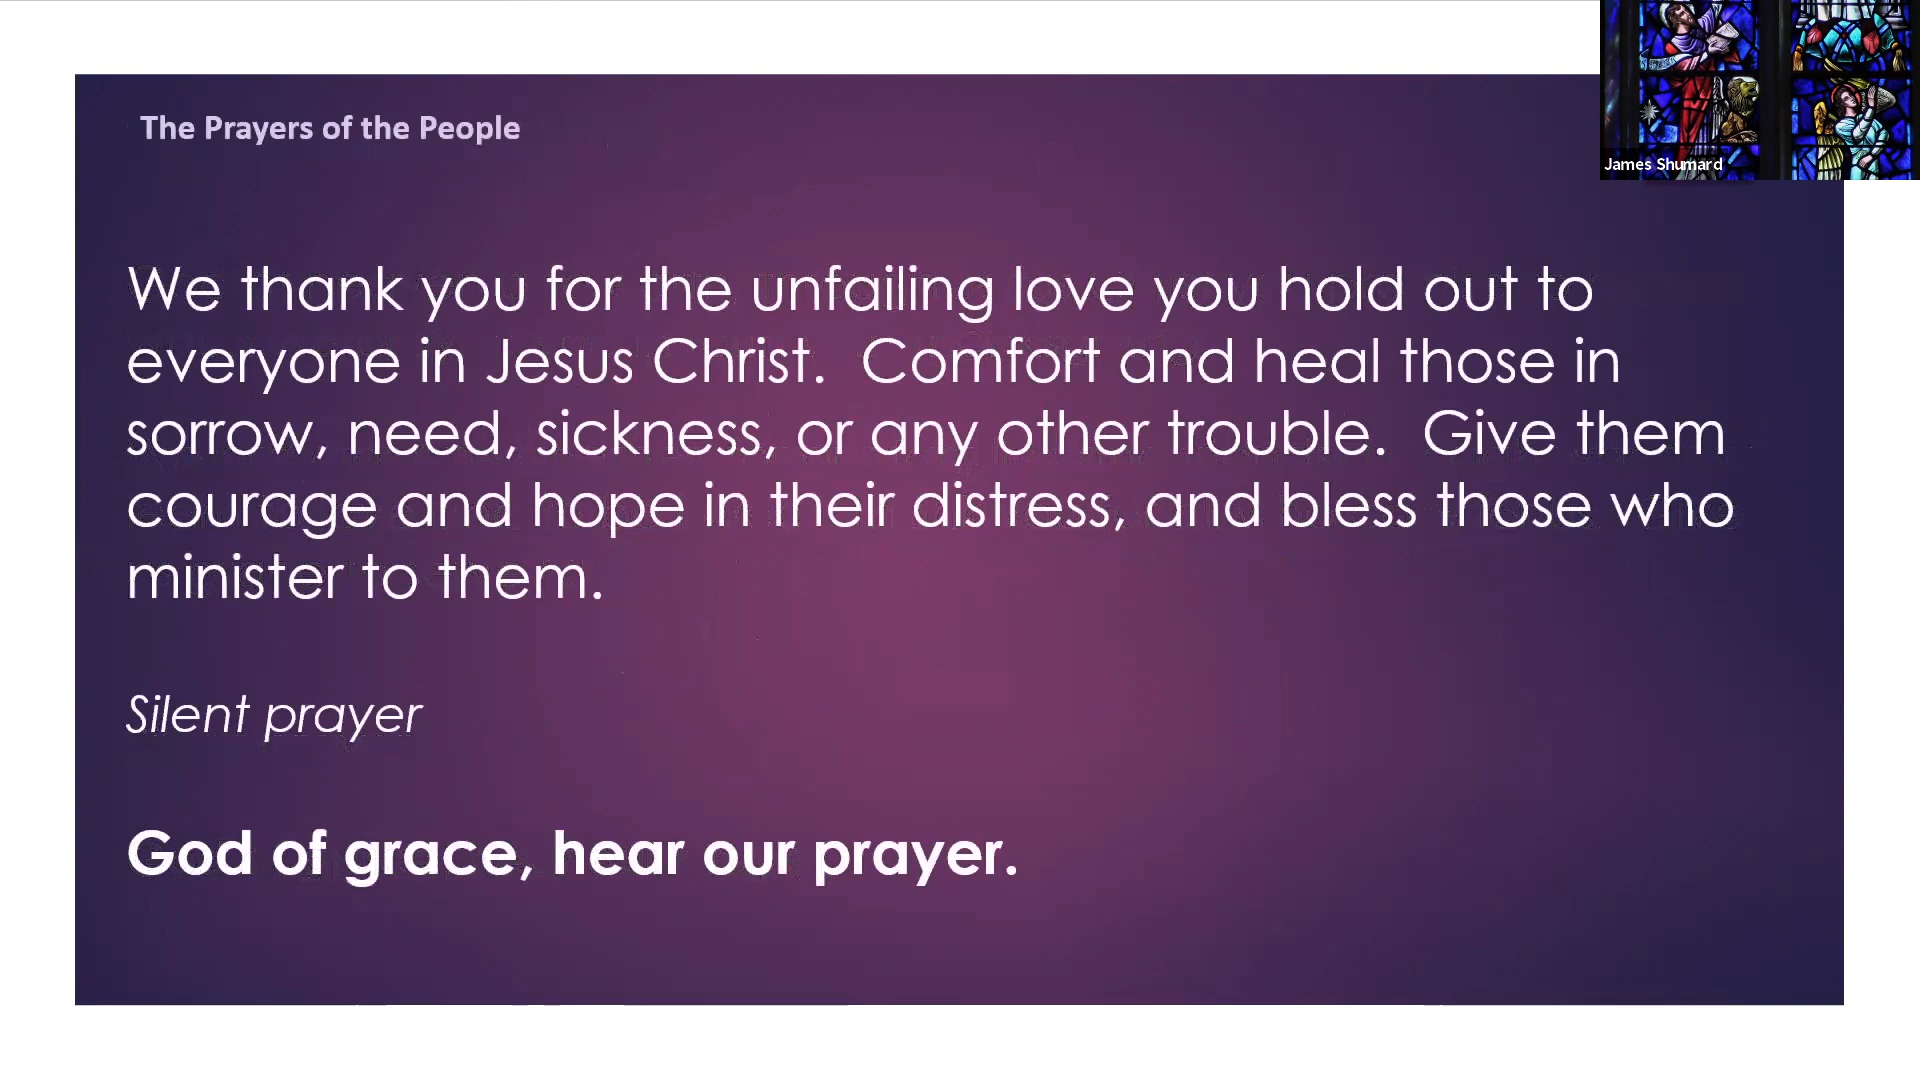 The Prayers of the People
James Shumard
We thank you for the unfailing love you hold out to
everyone in Jesus Christ.  Comfort and heal those in
sorrow, need, sickness, or any other trouble.  Give them
courage and hope in their distress, and bless those who
minister to them.
Silent prayer
God of grace, hear our prayer.